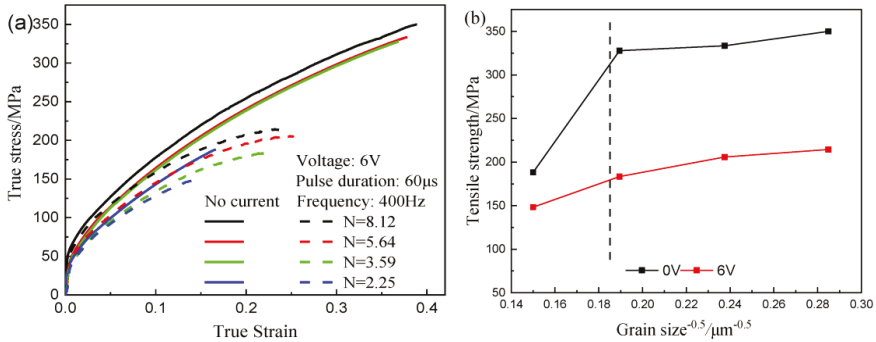 (a)
350
300
250
200
150
100
50
0
True stress/MPa
0.0
0.1
0.2
0.3
0.4
True Strain
Voltage: 6V
Pulse duration: 60μs
No current
Frequency: 400Hz
N=8.12
N=5.64
N=3.59
N=2.25
(b)
400
350
300
250
200
150
100
50
Tensile strength/MPa
0V
6V
0.14
0.16
0.18
0.20
0.22
0.24
0.26
0.28
0.30
Grain size-0.5/μm-0.5